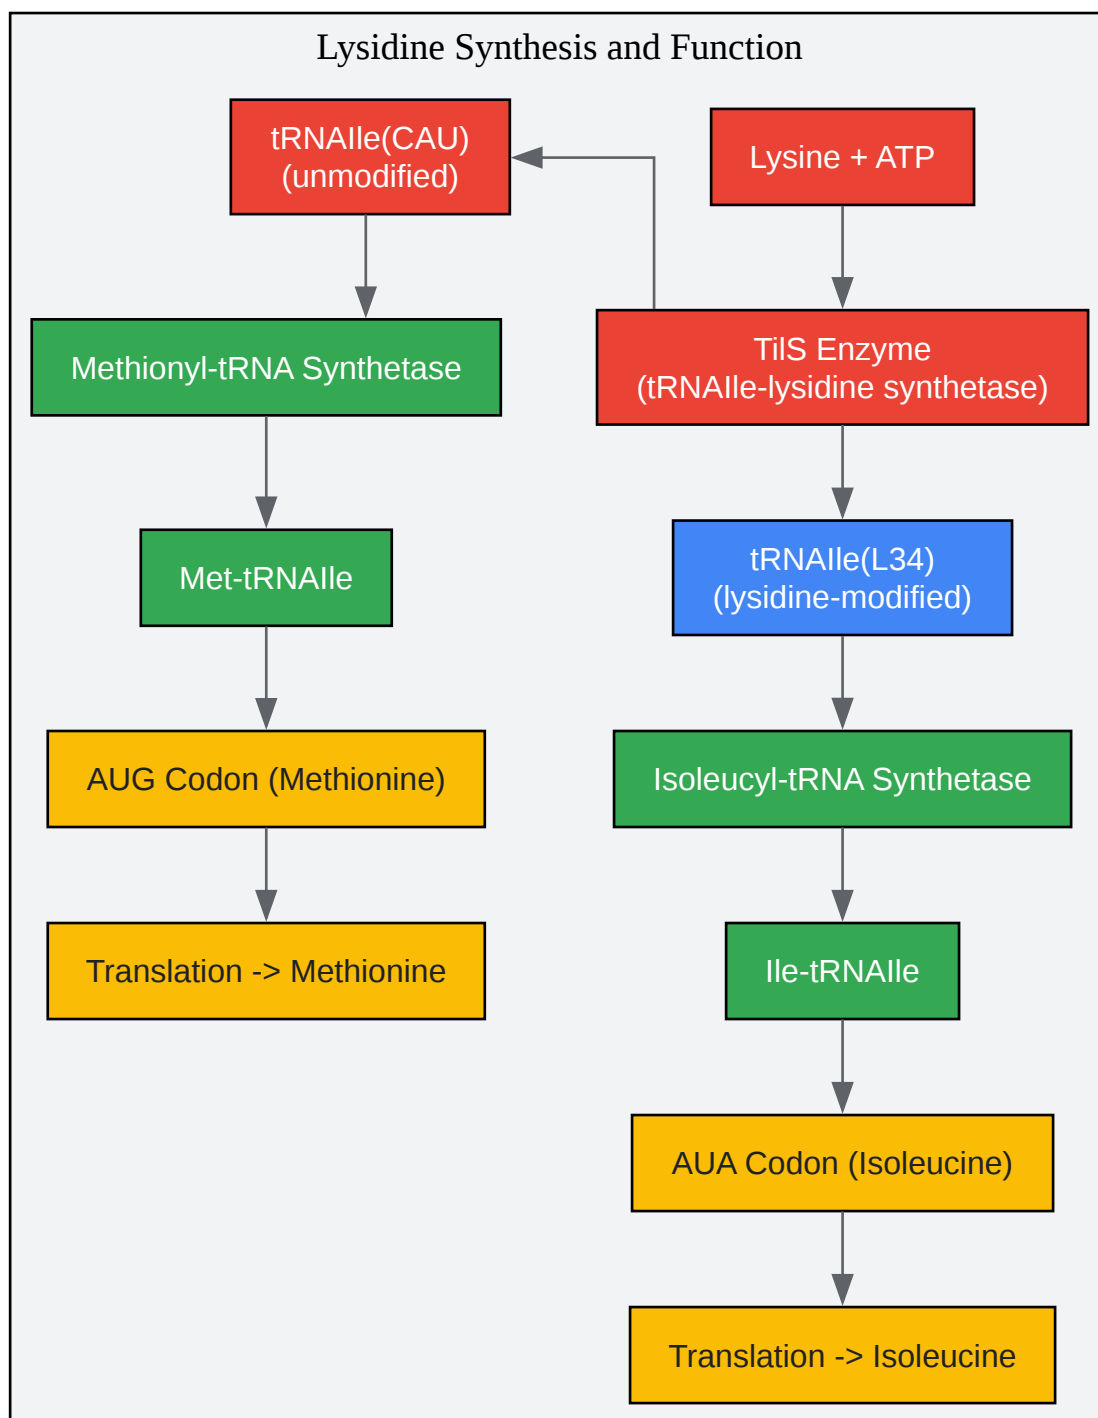 Lysidine Synthesis and Function
tRNAIle(CAU)
(unmodified)
Lysine + ATP
Methionyl-tRNA Synthetase
TilS Enzyme
(tRNAIle-lysidine synthetase)
Met-tRNAIle
tRNAIle(L34)
(lysidine-modified)
AUG Codon (Methionine)
Isoleucyl-tRNA Synthetase
Translation -> Methionine
Ile-tRNAIle
AUA Codon (Isoleucine)
Translation -> Isoleucine